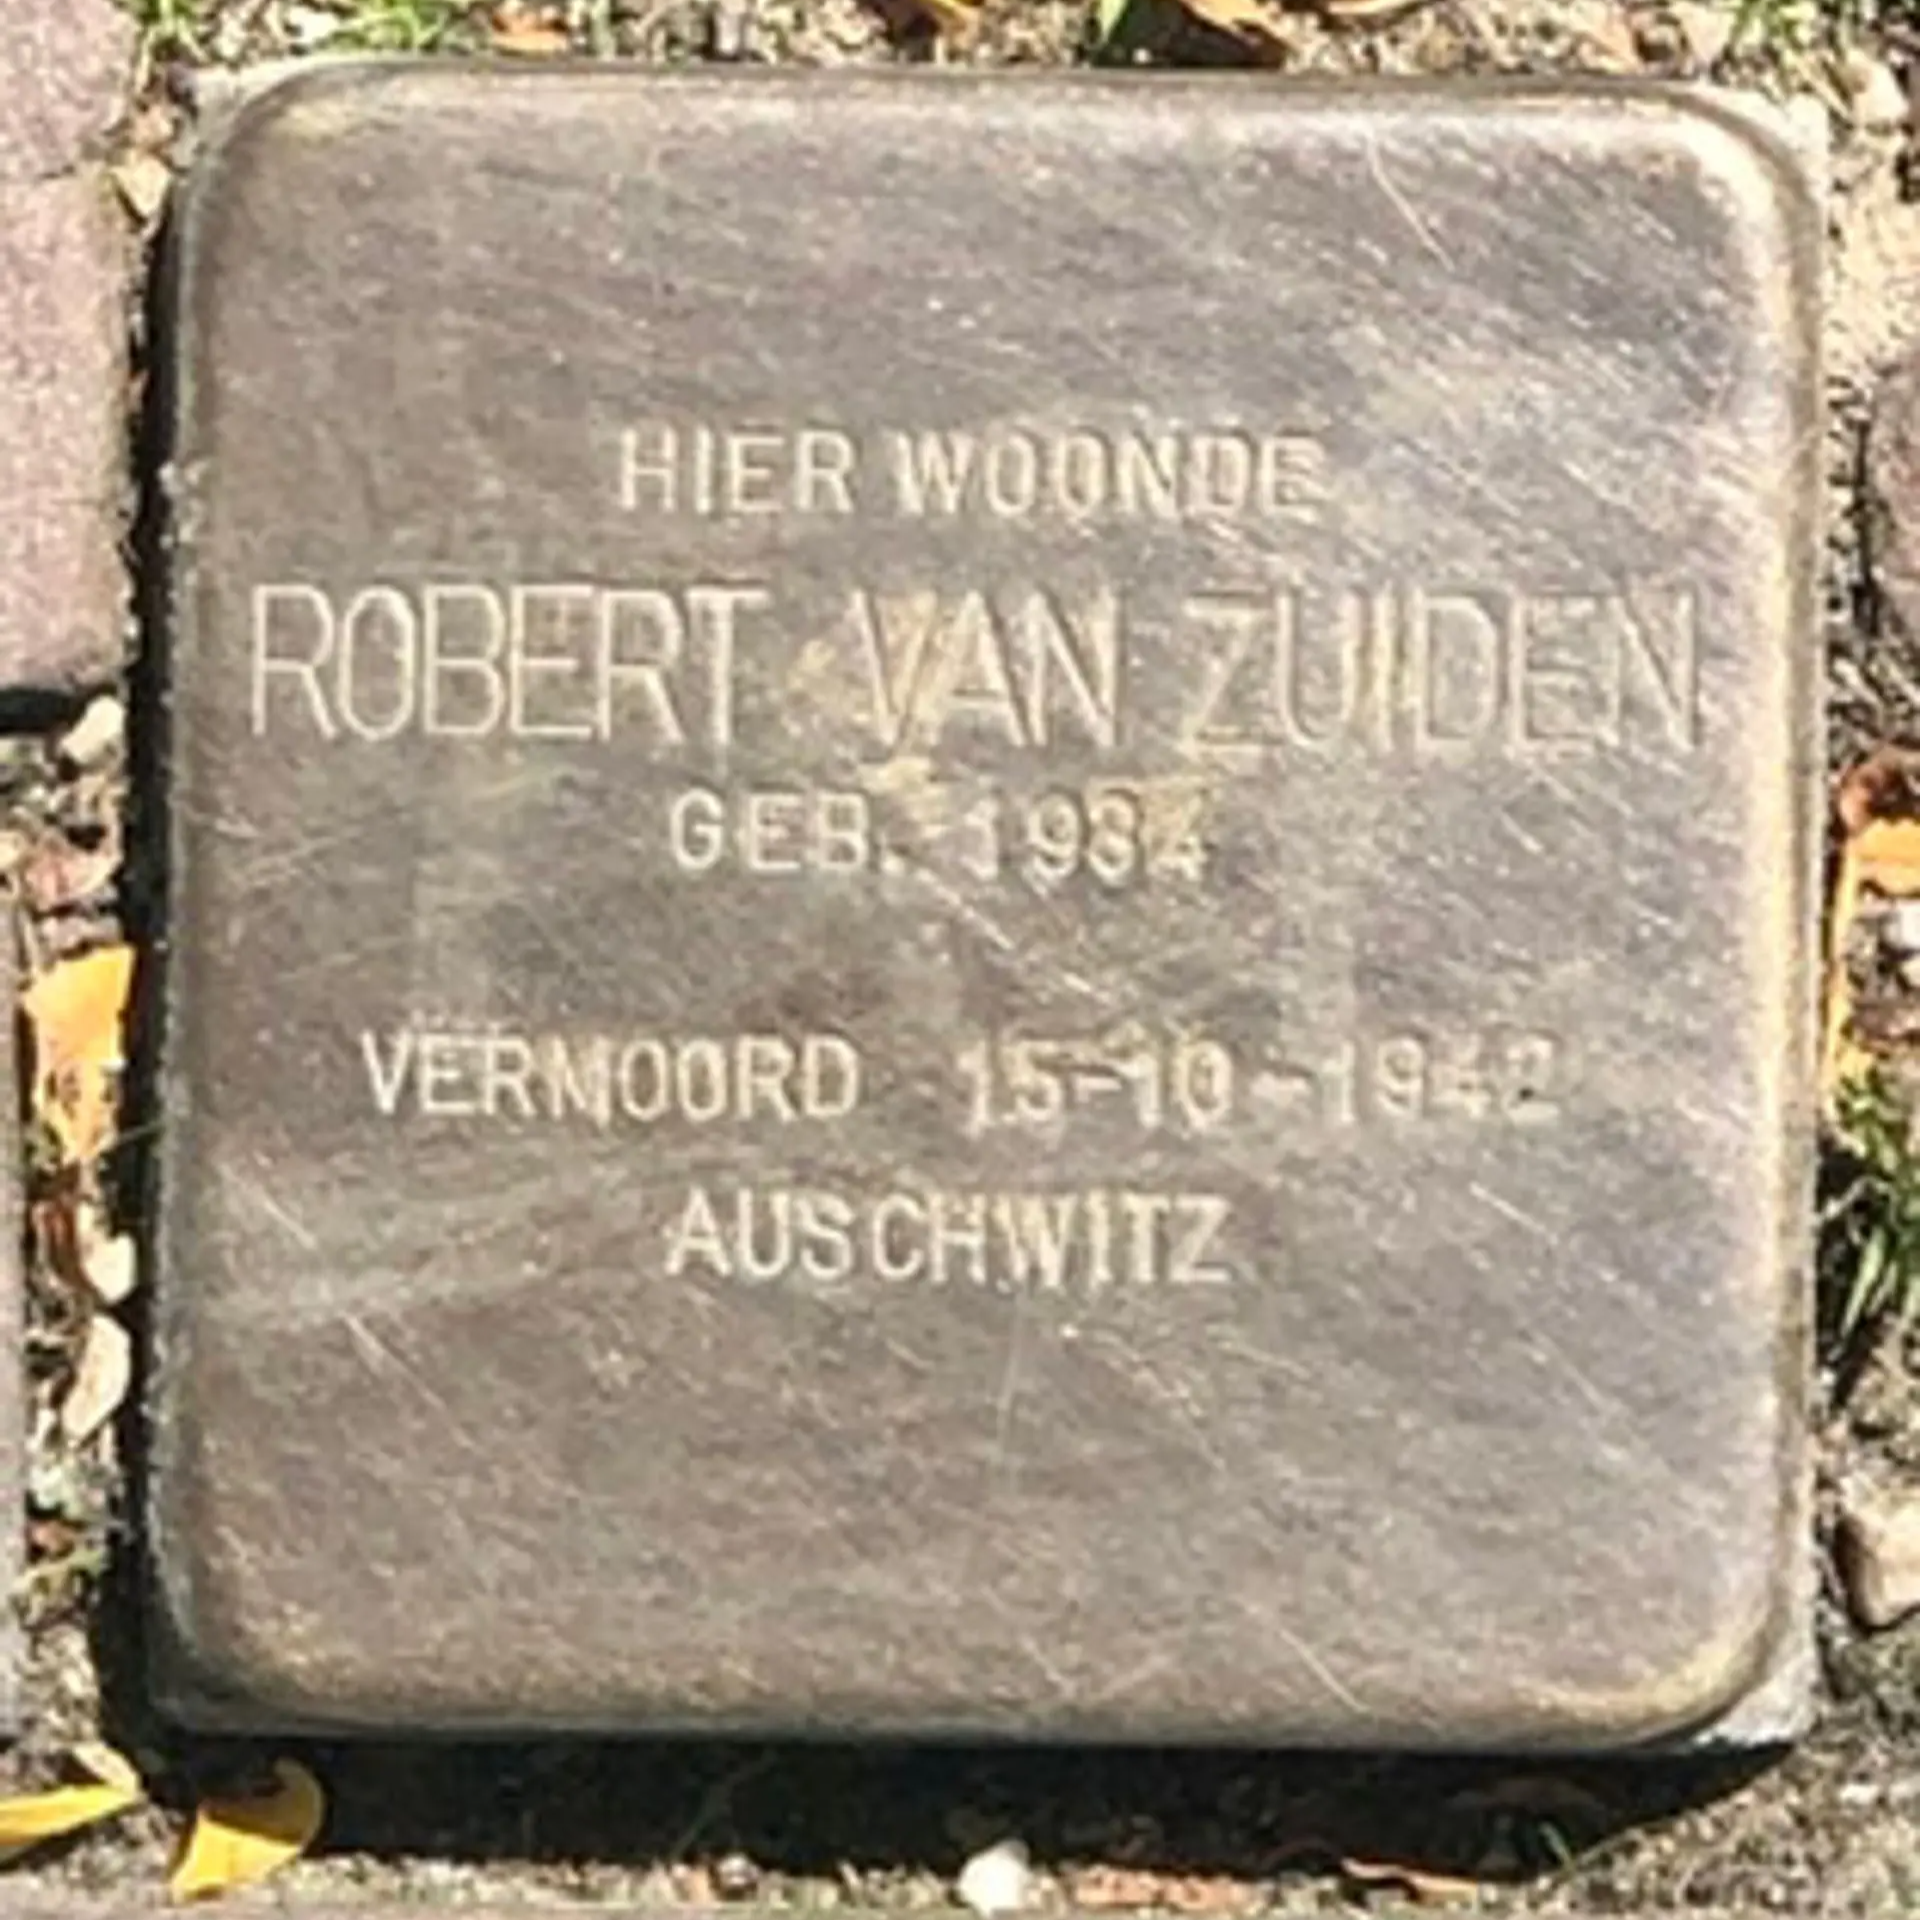 HIER WOONDE
ROBERT VAN ZUIDEN
GEB. 1934
VERMOORD 15-10-1942
AUSCHWITZ